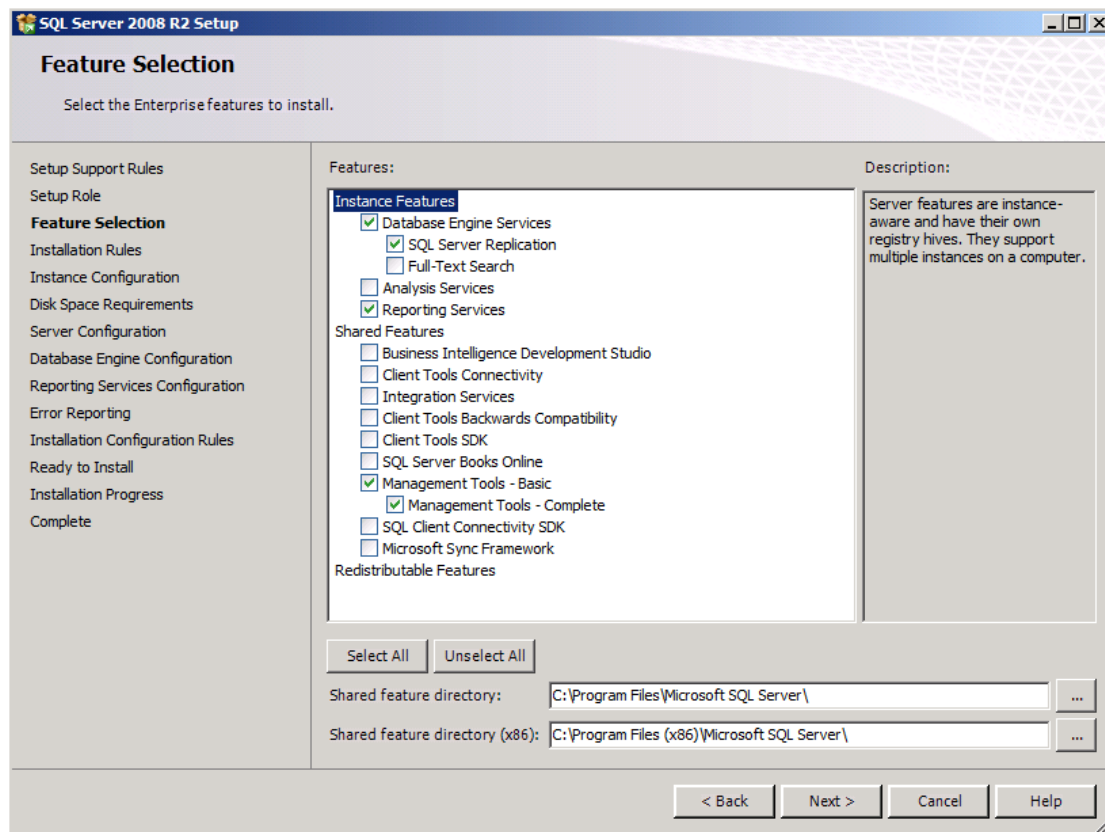 SQL Server 2008 R2 Setup
Feature Selection
Select the Enterprise features to install.
Setup Support Rules
Setup Role
Feature Selection
Installation Rules
Instance Configuration
Disk Space Requirements
Server Configuration
Database Engine Configuration
Reporting Services Configuration
Error Reporting
Installation Configuration Rules
Ready to Install
Installation Progress
Complete
Features:
Instance Features
Database Engine Services
SQL Server Replication
Full-Text Search
Analysis Services
Reporting Services
Shared Features
Business Intelligence Development Studio
Client Tools Connectivity
Integration Services
Client Tools Backwards Compatibility
Client Tools SDK
SQL Server Books Online
Management Tools - Basic
Management Tools - Complete
SQL Client Connectivity SDK
Microsoft Sync Framework
Redistributable Features
Description:
Server features are instance-
aware and have their own
registry hives. They support
multiple instances on a computer.
Select All Unselect All
Shared feature directory: C:\Program Files\Microsoft SQL Server\ ...
Shared feature directory (x86): C:\Program Files (x86)\Microsoft SQL Server\ ...
< Back Next > Cancel Help